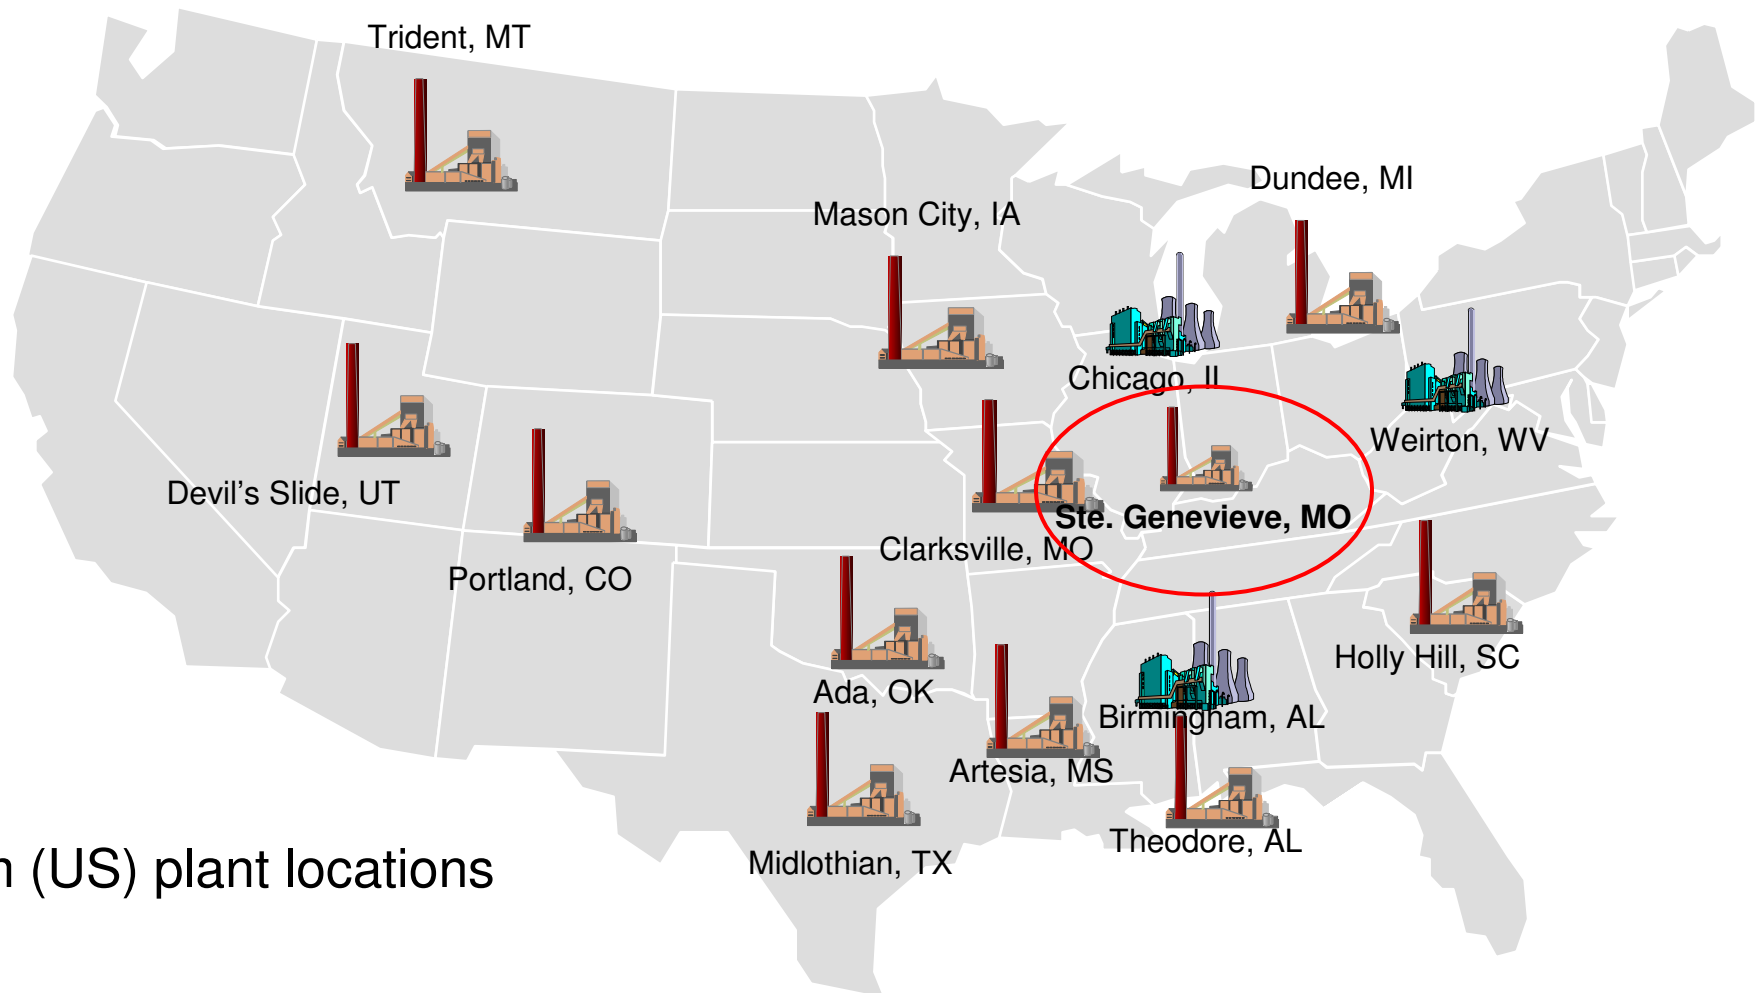 Trident, MT
Dundee, MI
Mason City, IA
Chicago, IL
Weirton, WV
Devil's Slide, UT
Ste. Genevieve, MO
Clarksville, MO
Portland, CO
Holly Hill, SC
Ada, OK
Birmingham, AL
Artesia, MS
Theodore, AL
Midlothian, TX
(US) plant locations